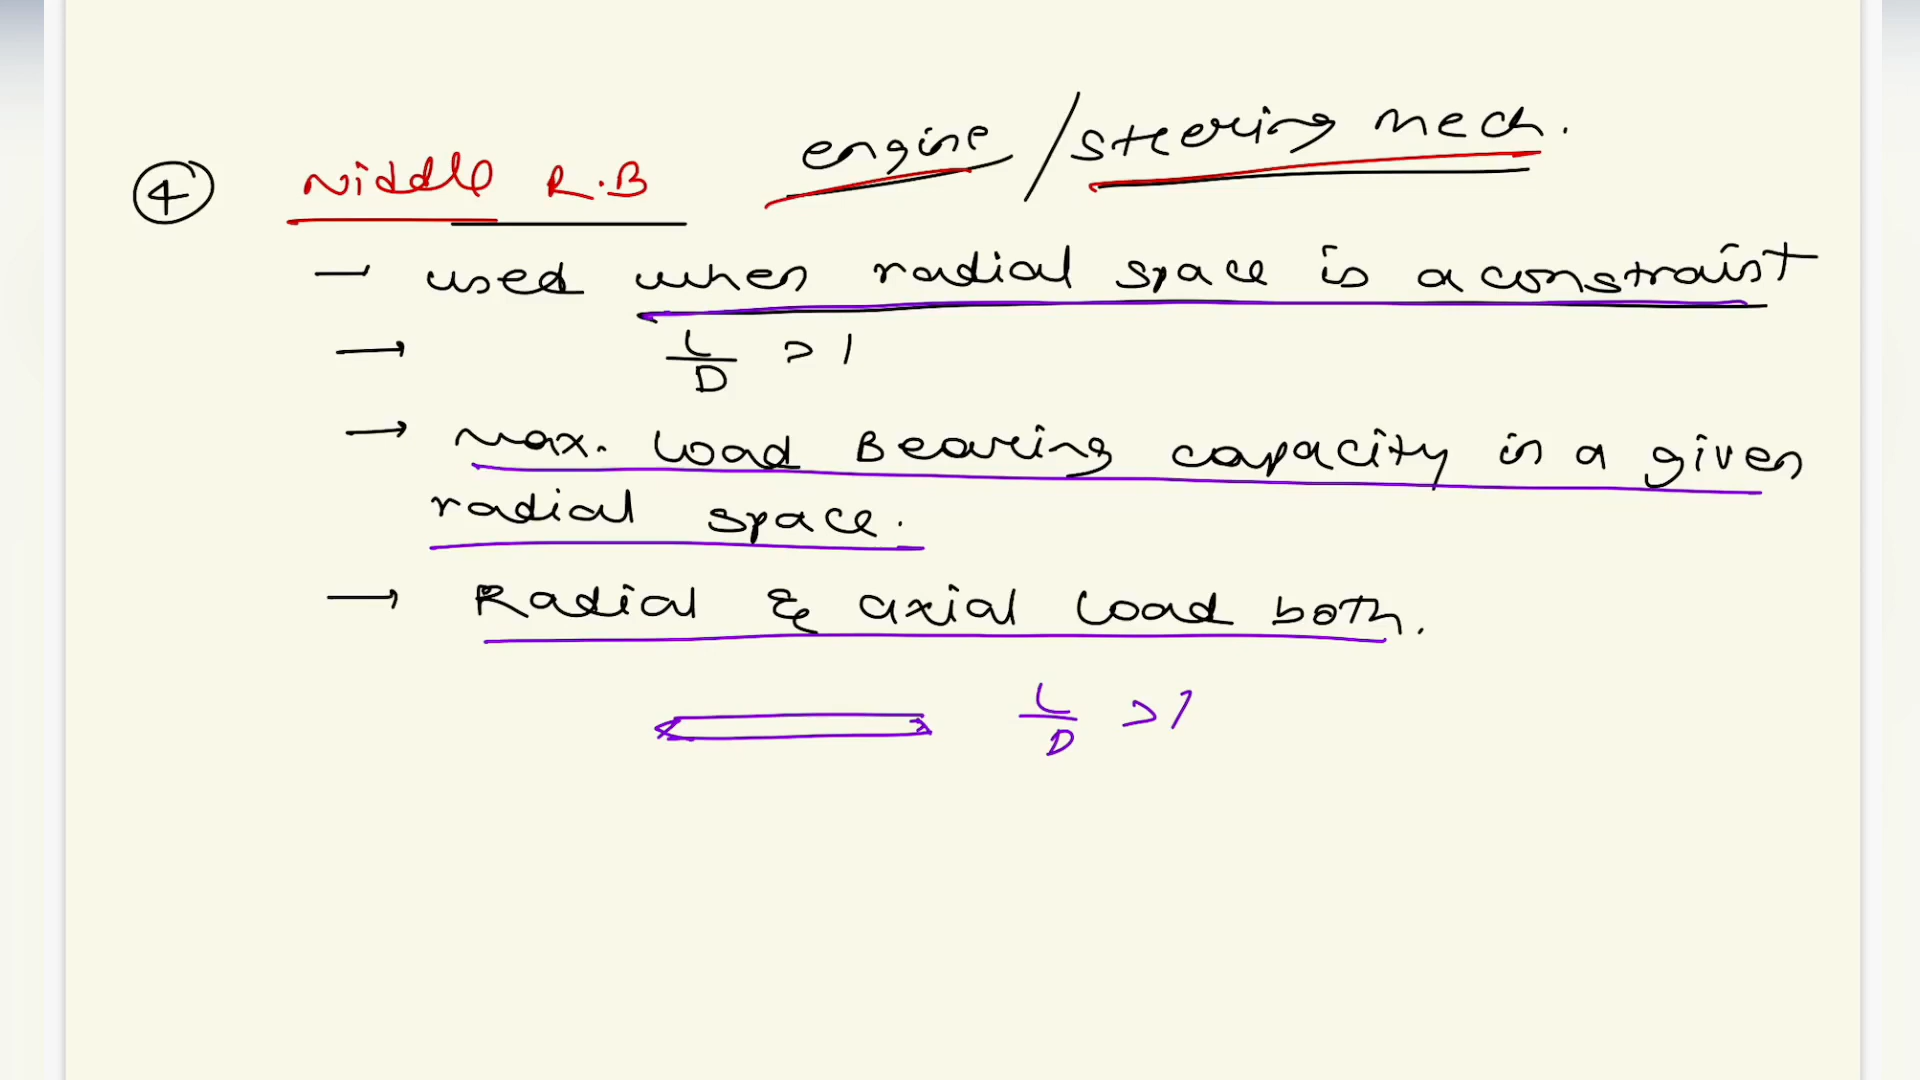 ④ Niddle R.B engine / steering mech.
— used when radial space is a constraint
→ L/D > 1
→ Max. Load Bearing capacity in a given
radial space.
→ Radial & axial Load both.
L/D > 1